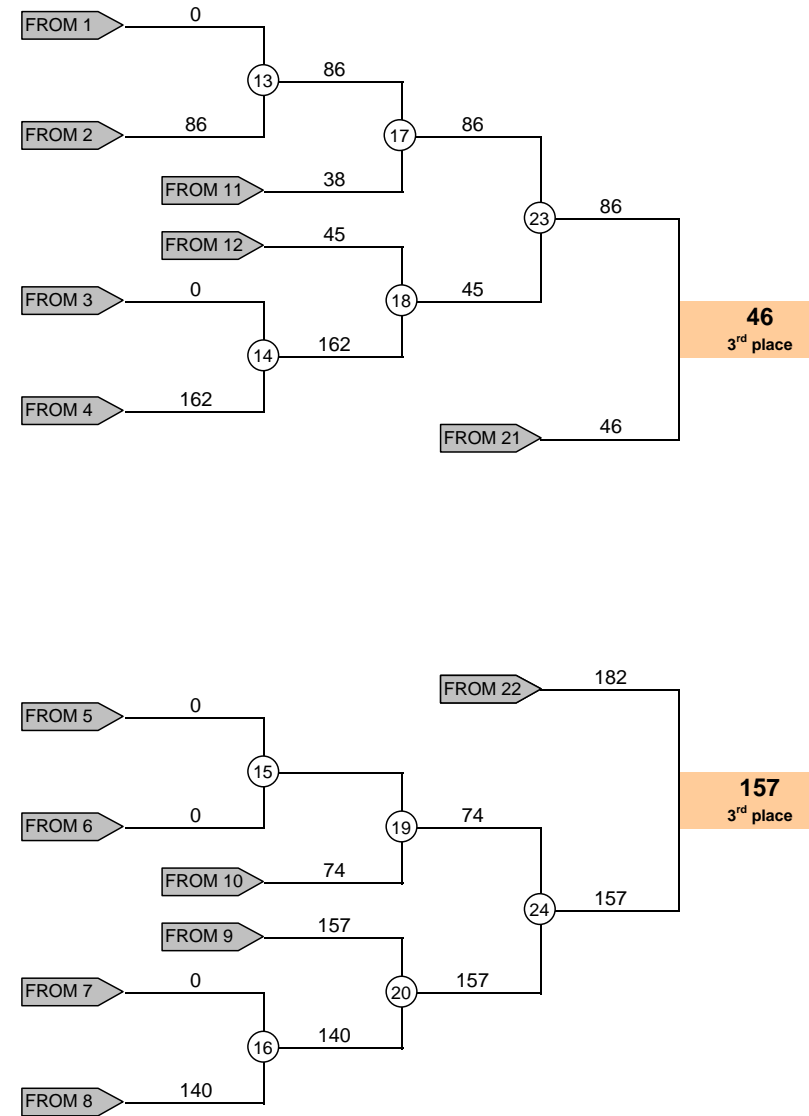 0
FROM 1
86
13
86
86
FROM 2
17
38
FROM 11
86
23
45
FROM 12
0
FROM 3
45
18
46
3rd place
162
14
162
FROM 4
46
FROM 21
182
FROM 22
0
FROM 5
15
157
3rd place
0
74
FROM 6
19
74
FROM 10
157
24
157
FROM 9
0
157
FROM 7
20
140
16
140
FROM 8